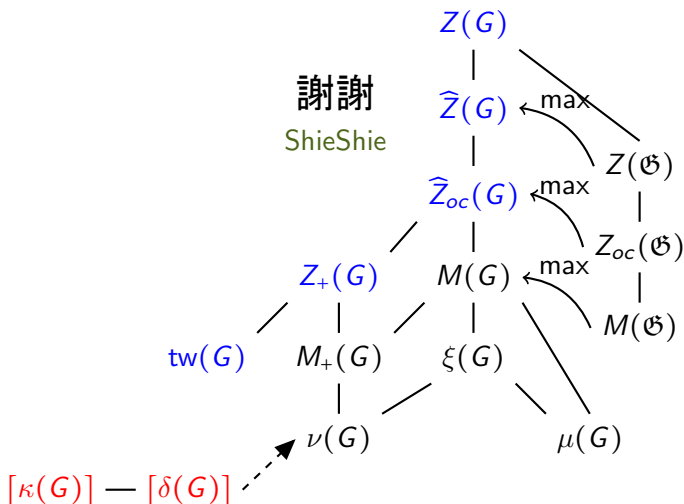 Z(G)
謝謝
ShieShie
Ẑ(G)
max
Z(𝔊)
Ẑ_oc(G)
max
Z_oc(𝔊)
Z₊(G)
M(G)
max
M(𝔊)
tw(G)
M₊(G)
ξ(G)
ν(G)
μ(G)
⌈κ(G)⌉ — ⌈δ(G)⌉